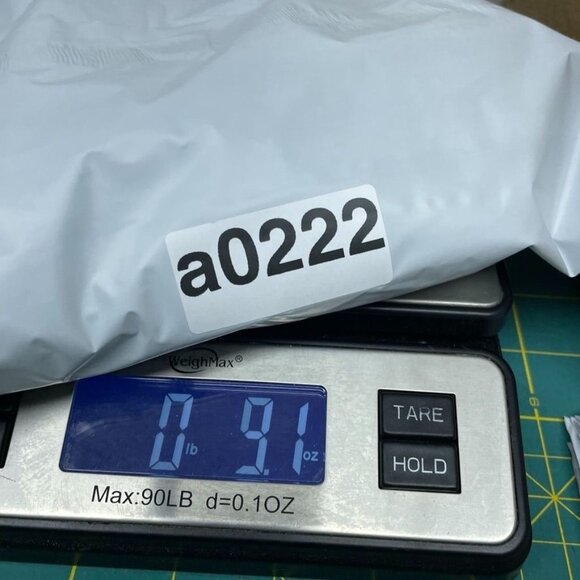 a0222
WeighMax®
0 lb 9.1 oz
TARE
HOLD
Max:90LB d=0.1OZ